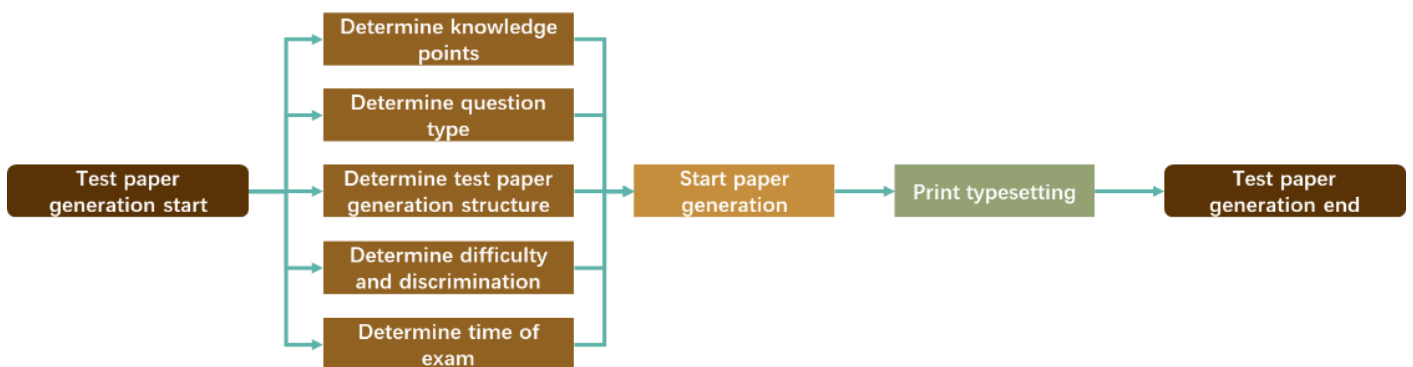 Test paper
generation start
Determine knowledge
points
Determine question
type
Determine test paper
generation structure
Determine difficulty
and discrimination
Determine time of
exam
Start paper
generation
Print typesetting
Test paper
generation end